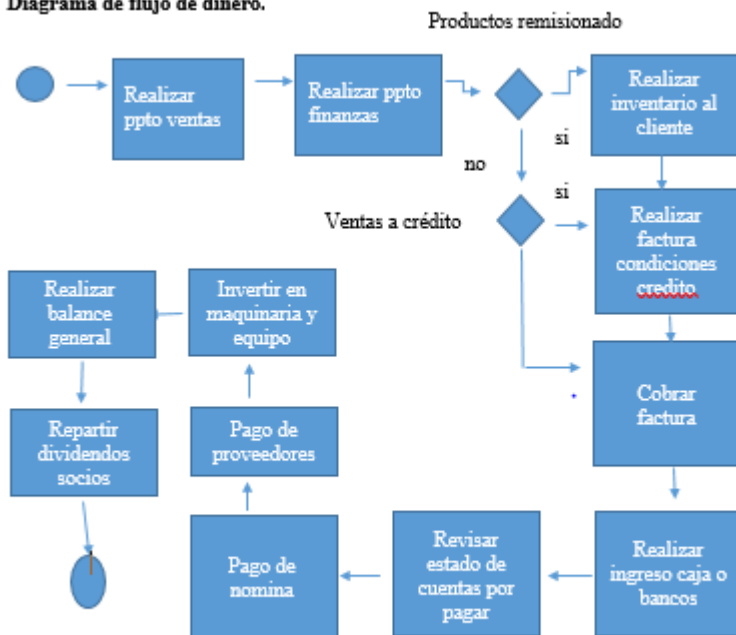 Diagrama de flujo de dinero.
Productos remisionado
Realizar
ppto ventas
Realizar ppto
finanzas
Realizar
inventario al
cliente
si
no
si
Ventas a crédito
Realizar
factura
condiciones
credito
Realizar
balance
general
Invertir en
maquinaria y
equipo
Cobrar
factura
Repartir
dividendos
socios
Pago de
proveedores
Pago de
nomina
Revisar
estado de
cuentas por
pagar
Realizar
ingreso caja o
bancos